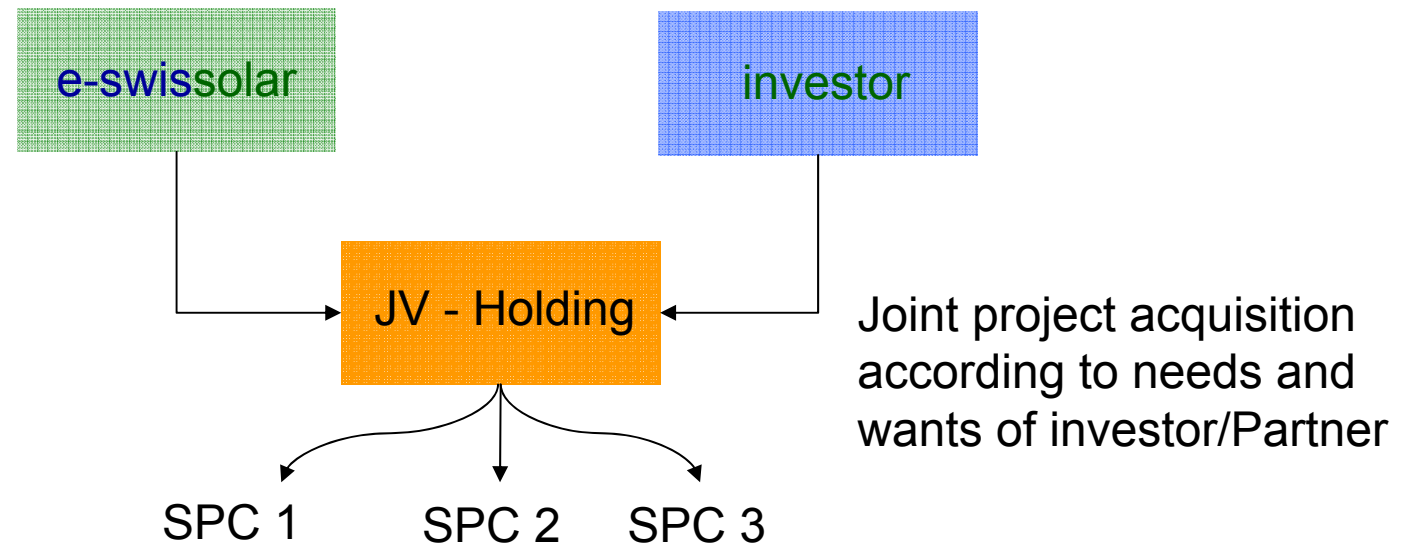 e-swissolar
investor
JV - Holding
Joint project acquisition
according to needs and
wants of investor/Partner
SPC 1
SPC 2
SPC 3